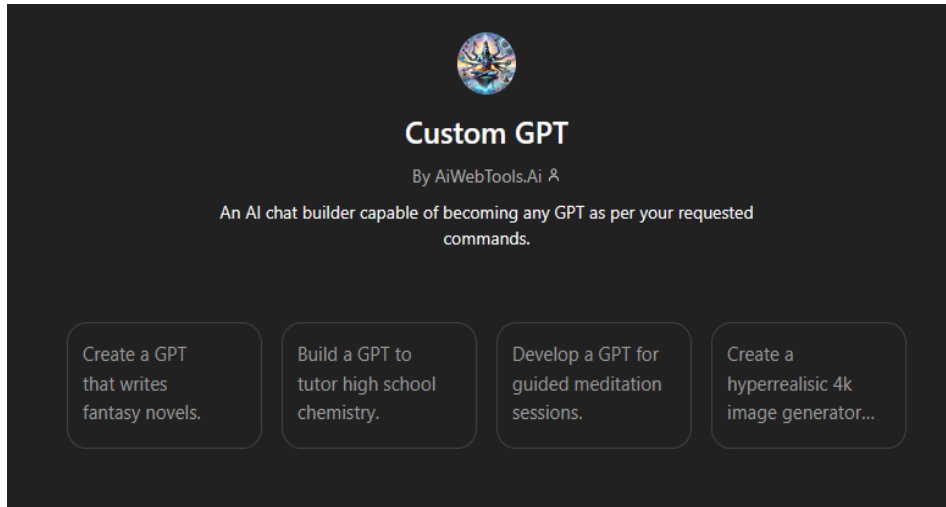 Custom GPT
By AiWebTools.Ai
An AI chat builder capable of becoming any GPT as per your requested
commands.
Create a GPT
that writes
fantasy novels.
Build a GPT to
tutor high school
chemistry.
Develop a GPT for
guided meditation
sessions.
Create a
hyperrealisic 4k
image generator...